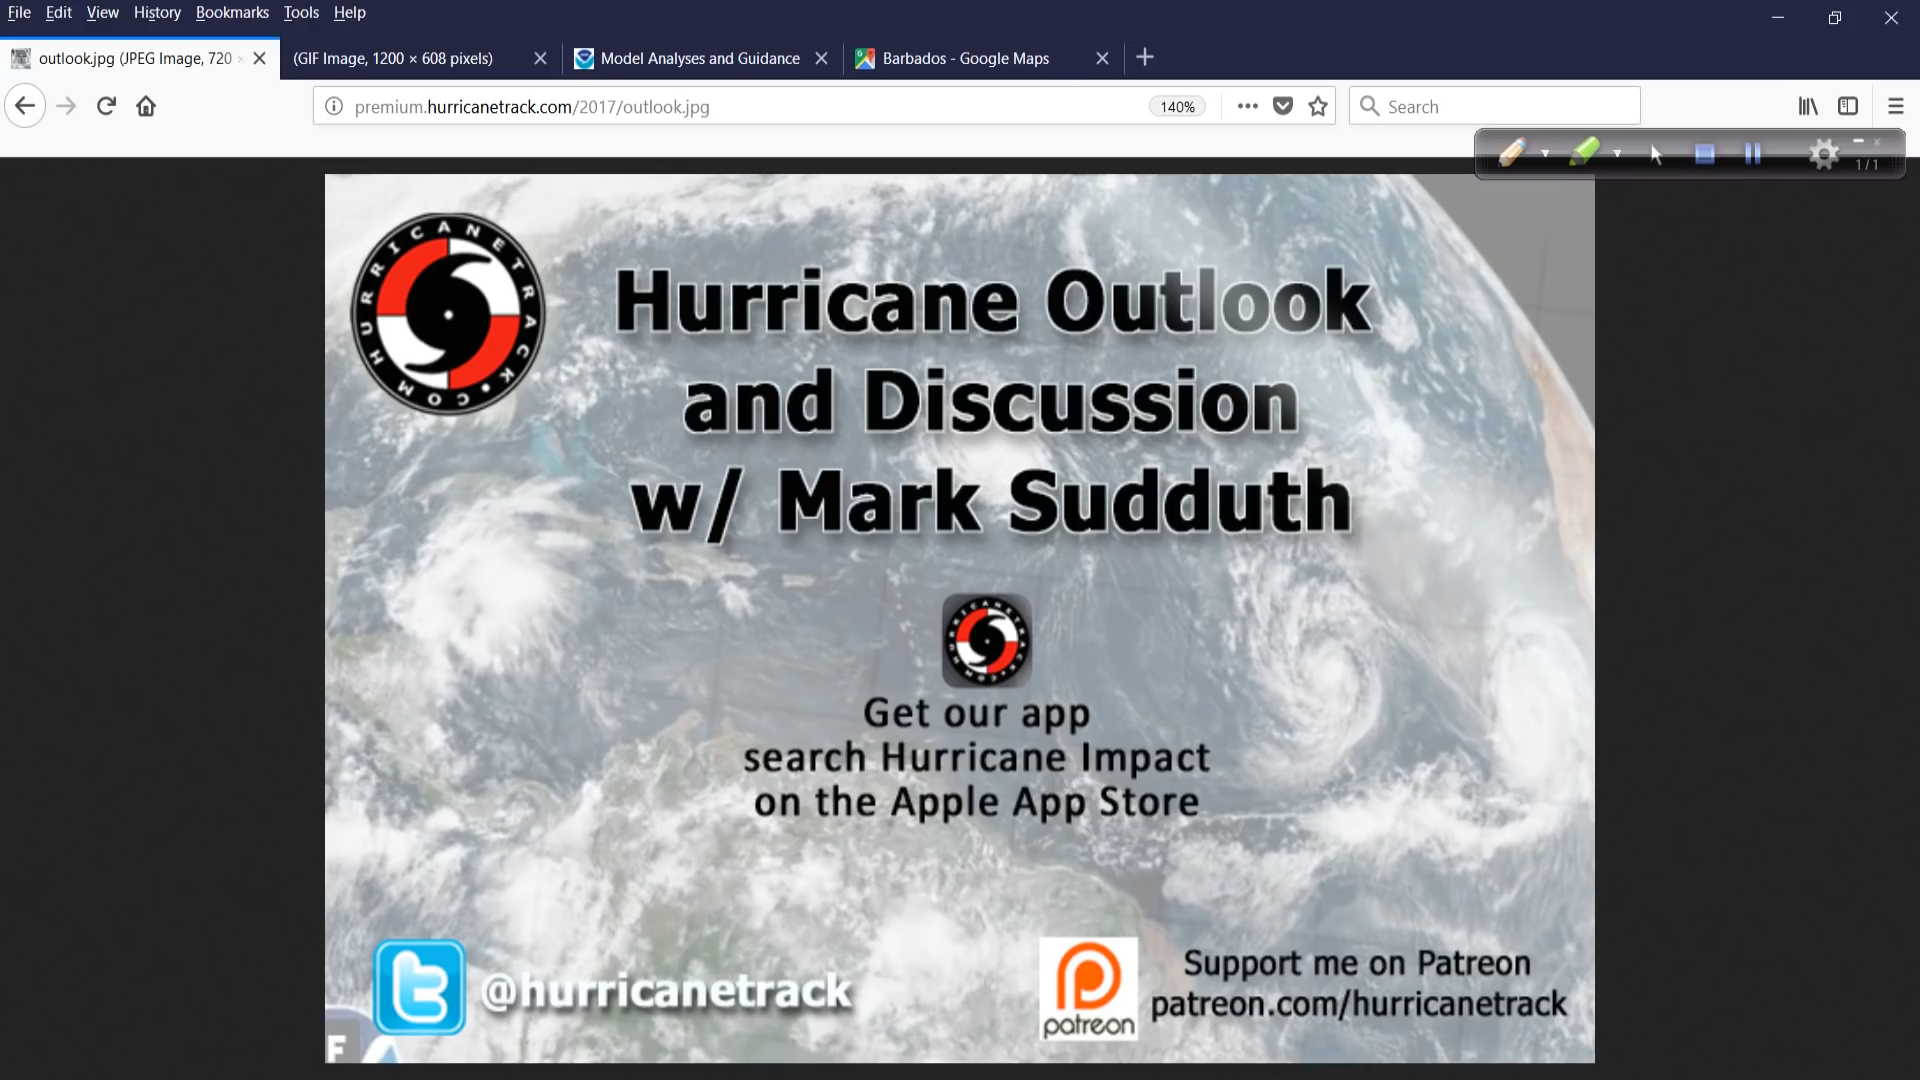 File Edit View History Bookmarks Tools Help
outlook.jpg (JPEG Image, 720
(GIF Image, 1200 × 608 pixels)
Model Analyses and Guidance
Barbados - Google Maps
premium.hurricanetrack.com/2017/outlook.jpg
140%
Search
1/1
HURRICANETRACK.COM
Hurricane Outlook
and Discussion
w/ Mark Sudduth
Get our app
search Hurricane Impact
on the Apple App Store
@hurricanetrack
patreon
Support me on Patreon
patreon.com/hurricanetrack
F